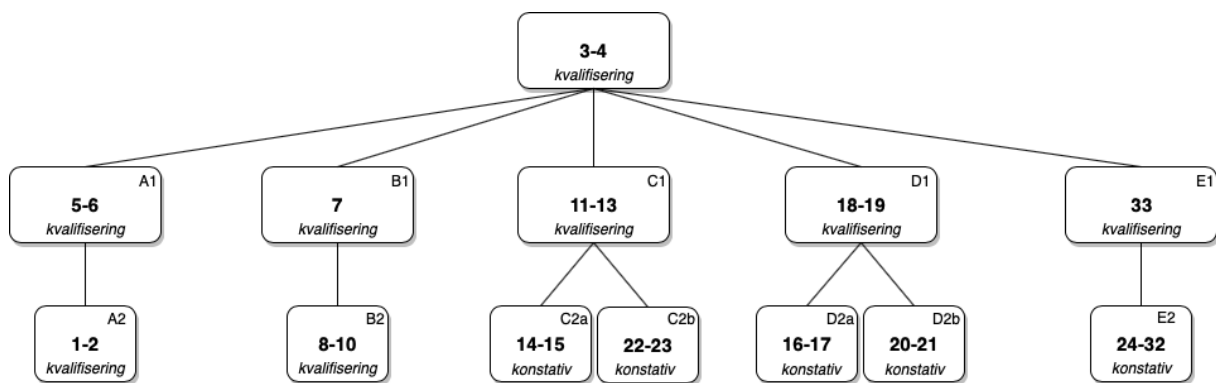 3-4
kvalifisering
A1
5-6
kvalifisering
B1
7
kvalifisering
C1
11-13
kvalifisering
D1
18-19
kvalifisering
E1
33
kvalifisering
A2
1-2
kvalifisering
B2
8-10
kvalifisering
C2a
14-15
konstativ
C2b
22-23
konstativ
D2a
16-17
konstativ
D2b
20-21
konstativ
E2
24-32
konstativ